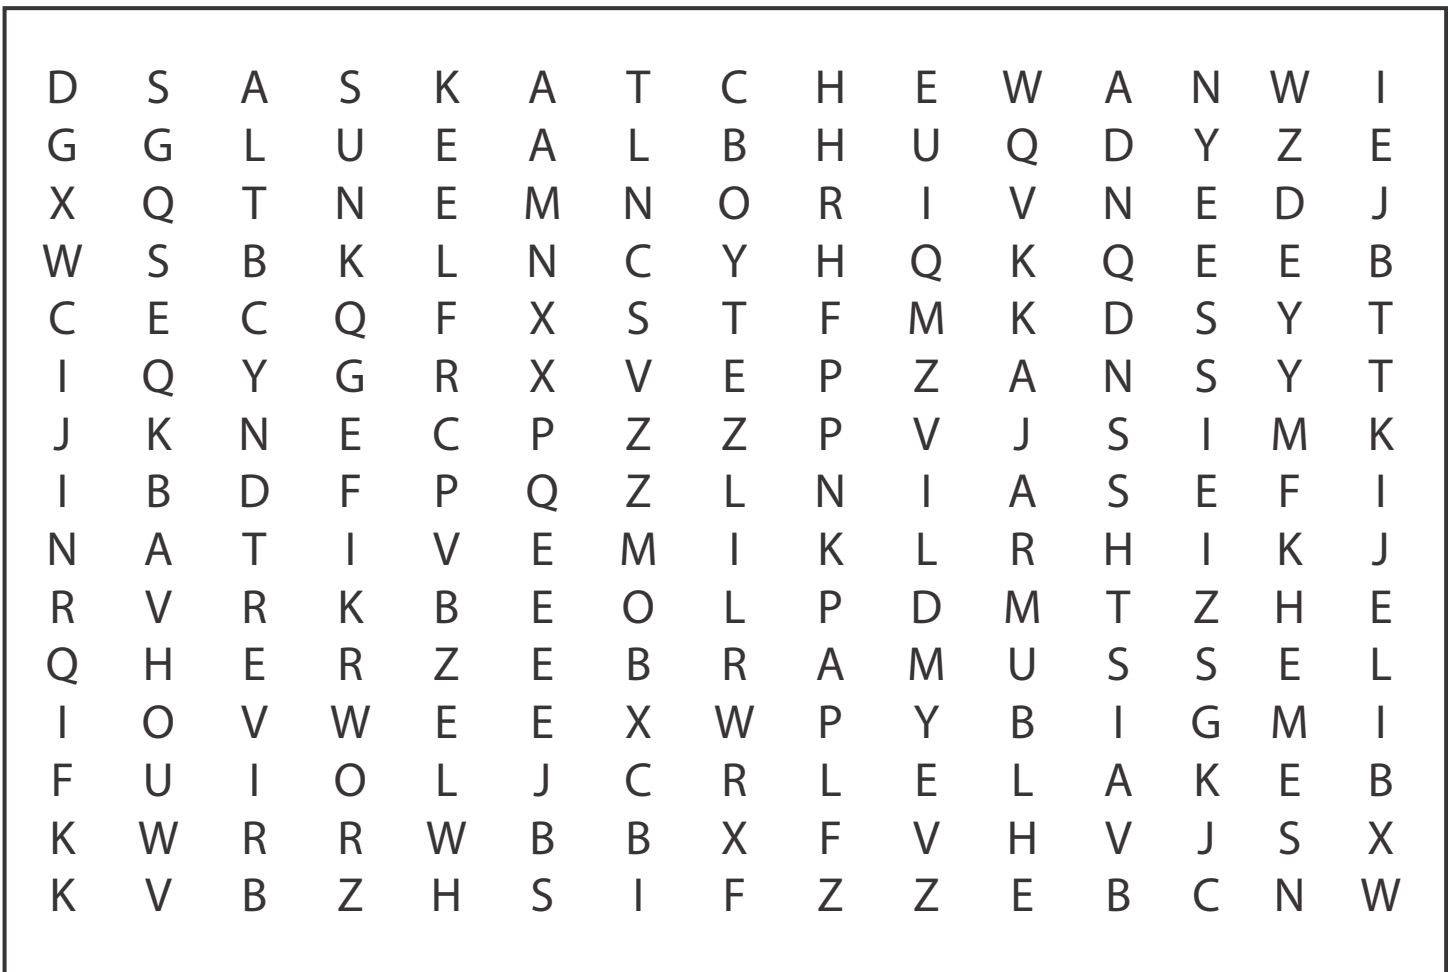 D S A S K A T C H E W A N W I
G G L U E A L B H U Q D Y Z E
X Q T N E M N O R I V N E D J
W S B K L N C Y H Q K Q E E B
C E C Q F X S T F M K D S Y T
I Q Y G R X V E P Z A N S Y T
J K N E C P Z Z P V J S I M K
I B D F P Q Z L N I A S E F I
N A T I V E M I K L R H I K J
R V R K B E O L P D M T Z H E
Q H E R Z E B R A M U S S E L
I O V W E E X W P Y B I G M I
F U I O L J C R L E L A K E B
K W R R W B B X F V H V J S X
K V B Z H S I F Z Z E B C N W